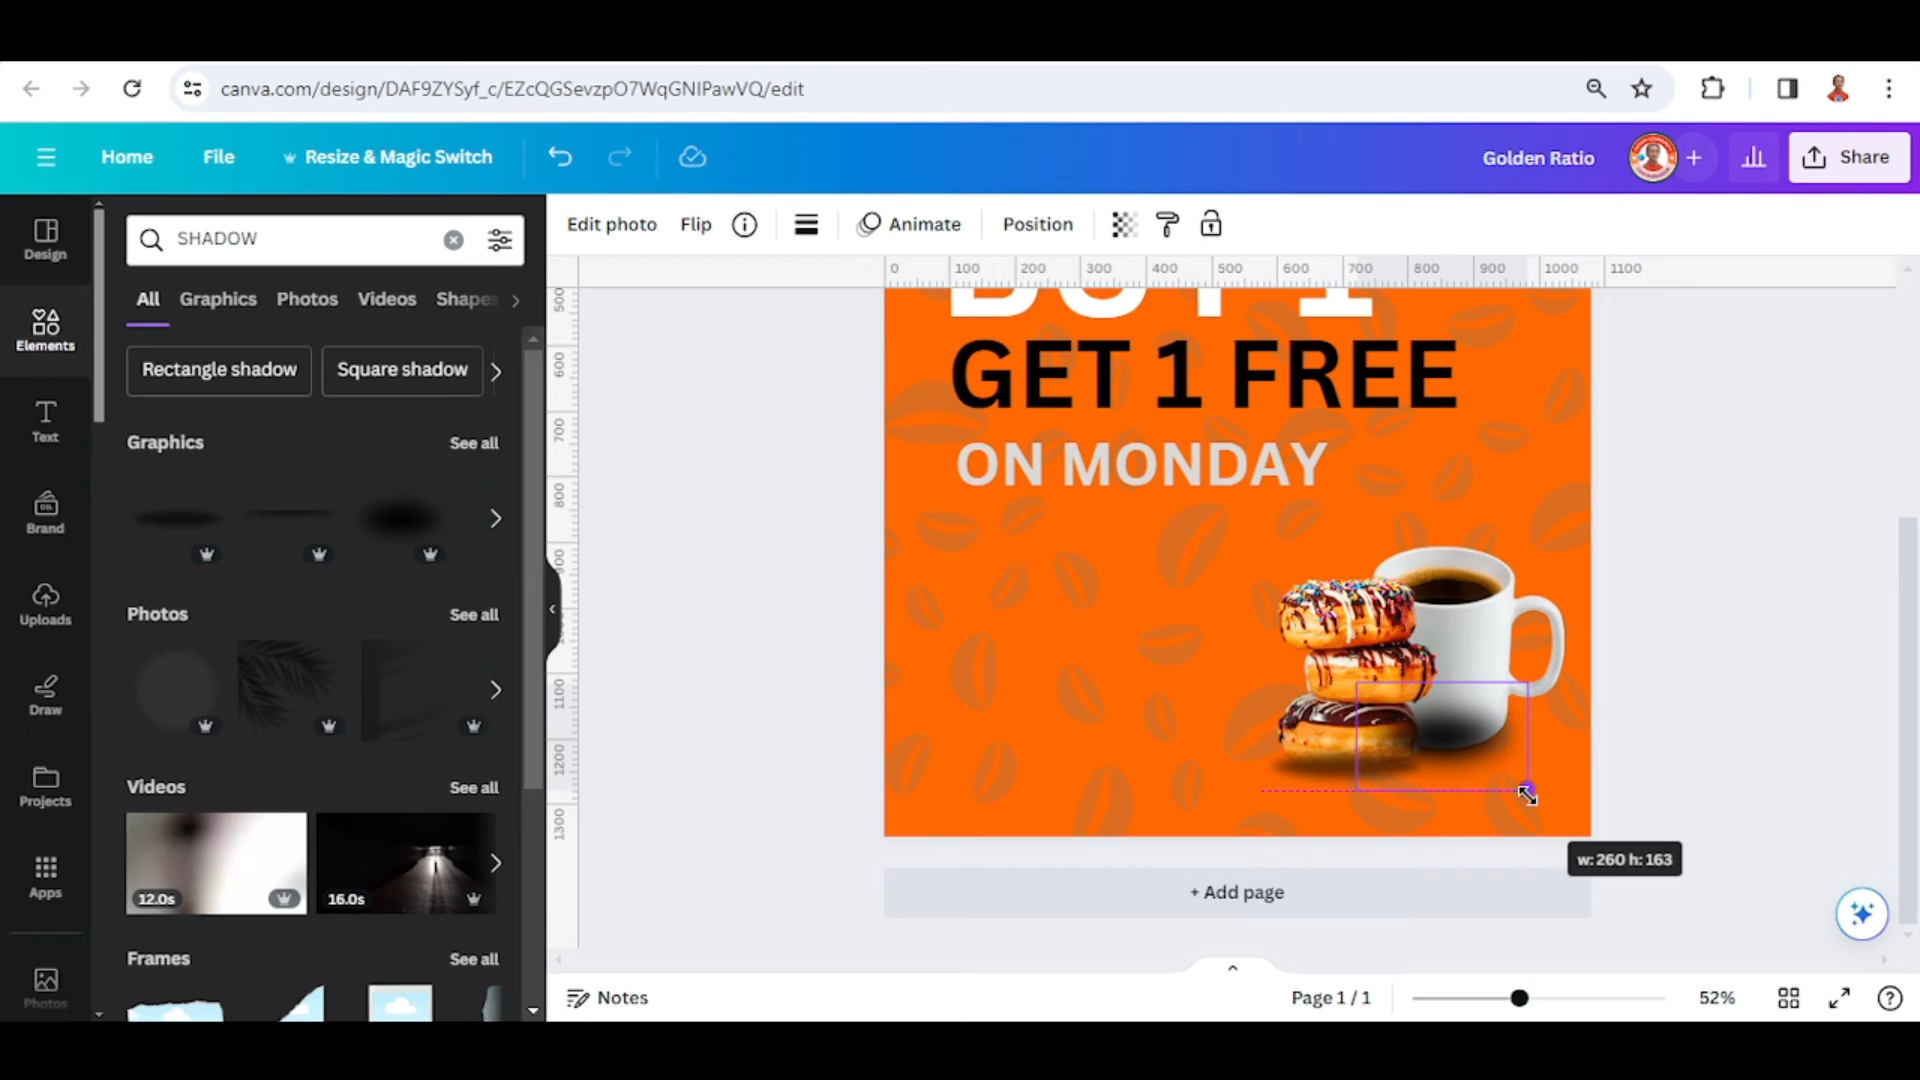 canva.com/design/DAF9ZYSyf_c/EZcQGSevzpO7WqGNIPawVQ/edit
Home
File
Resize & Magic Switch
Golden Ratio
Share
Design
Elements
Text
Brand
Uploads
Draw
Projects
Apps
Photos
SHADOW
All
Graphics
Photos
Videos
Shapes
Rectangle shadow
Square shadow
Graphics
See all
Photos
See all
Videos
See all
12.0s
16.0s
Frames
See all
Edit photo
Flip
Animate
Position
0 100 200 300 400 500 600 700 800 900 1000 1100
500
600
700
800
900
1100
1200
1300
BUY 1
GET 1 FREE
ON MONDAY
w: 260 h: 163
+ Add page
Notes
Page 1 / 1
52%